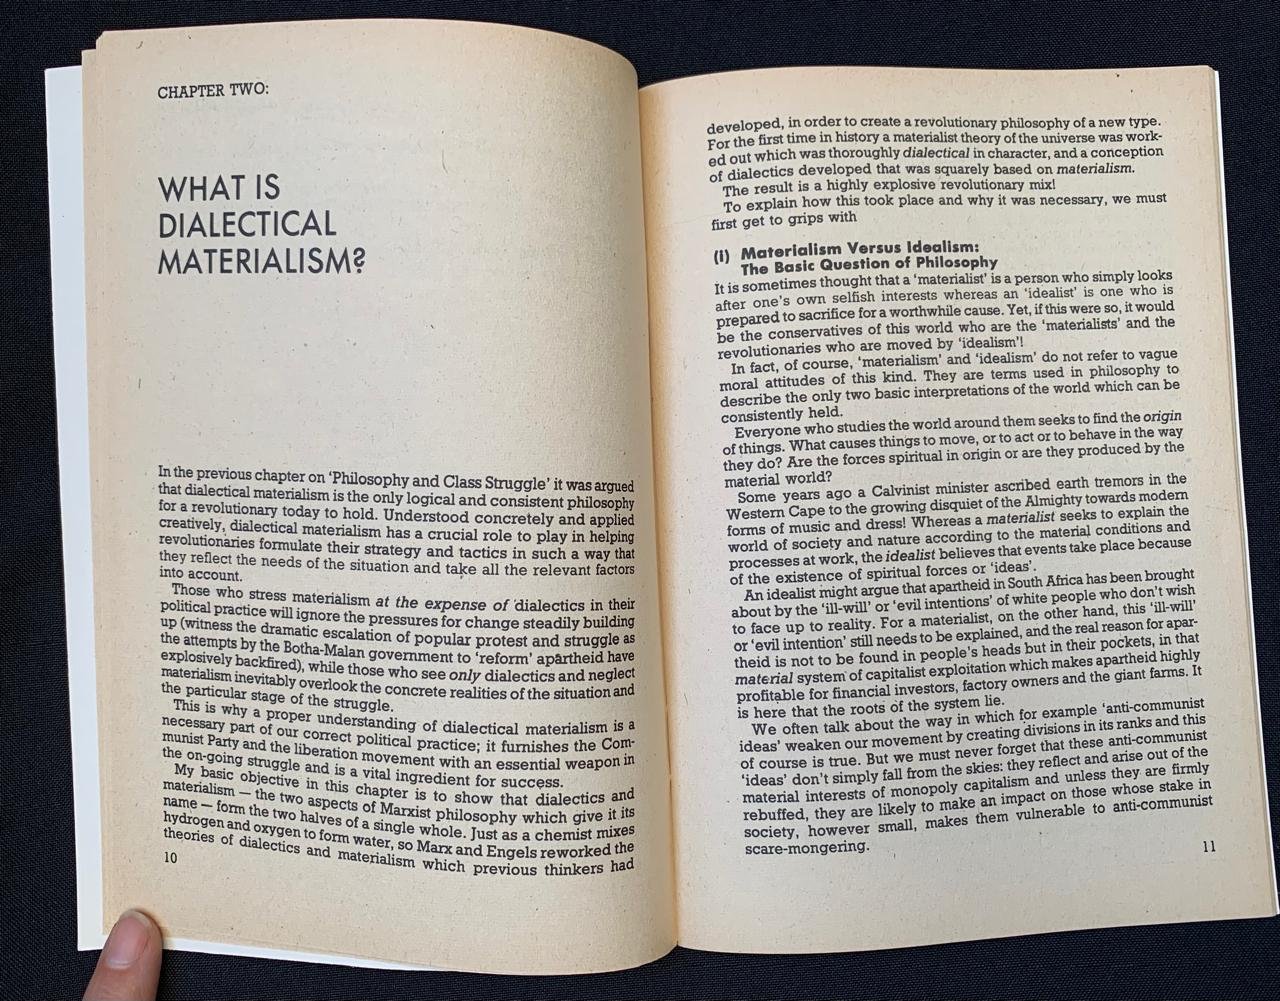 CHAPTER TWO:
WHAT IS
DIALECTICAL
MATERIALISM?
In the previous chapter on ‘Philosophy and Class Struggle’ it was argued
that dialectical materialism is the only logical and consistent philosophy
for a revolutionary today to hold. Understood concretely and applied
creatively, dialectical materialism has a crucial role to play in helping
revolutionaries formulate their strategy and tactics in such a way that
they reflect the needs of the situation and take all the relevant factors
into account.
Those who stress materialism at the expense of dialectics in their
political practice will ignore the pressures for change steadily building
up (witness the dramatic escalation of popular protest and struggle as
the attempts by the Botha-Malan government to ‘reform’ apartheid have
explosively backfired), while those who see only dialectics and neglect
materialism inevitably overlook the concrete realities of the situation and
the particular stage of the struggle.
This is why a proper understanding of dialectical materialism is a
necessary part of our correct political practice; it furnishes the Com-
munist Party and the liberation movement with an essential weapon in
the on-going struggle and is a vital ingredient for success.
My basic objective in this chapter is to show that dialectics and
materialism — the two aspects of Marxist philosophy which give it its
name — form the two halves of a single whole. Just as a chemist mixes
hydrogen and oxygen to form water, so Marx and Engels reworked the
theories of dialectics and materialism which previous thinkers had
10
developed, in order to create a revolutionary philosophy of a new type.
For the first time in history a materialist theory of the universe was work-
ed out which was thoroughly dialectical in character, and a conception
of dialectics developed that was squarely based on materialism.
The result is a highly explosive revolutionary mix!
To explain how this took place and why it was necessary, we must
first get to grips with
(i) Materialism Versus Idealism:
The Basic Question of Philosophy
It is sometimes thought that a ‘materialist’ is a person who simply looks
after one’s own selfish interests whereas an ‘idealist’ is one who is
prepared to sacrifice for a worthwhile cause. Yet, if this were so, it would
be the conservatives of this world who are the ‘materialists’ and the
revolutionaries who are moved by ‘idealism’!
In fact, of course, ‘materialism’ and ‘idealism’ do not refer to vague
moral attitudes of this kind. They are terms used in philosophy to
describe the only two basic interpretations of the world which can be
consistently held.
Everyone who studies the world around them seeks to find the origin
of things. What causes things to move, or to act or to behave in the way
they do? Are the forces spiritual in origin or are they produced by the
material world?
Some years ago a Calvinist minister ascribed earth tremors in the
Western Cape to the growing disquiet of the Almighty towards modern
forms of music and dress! Whereas a materialist seeks to explain the
world of society and nature according to the material conditions and
processes at work, the idealist believes that events take place because
of the existence of spiritual forces or ‘ideas’.
An idealist might argue that apartheid in South Africa has been brought
about by the ‘ill-will’ or ‘evil intentions’ of white people who don’t wish
to face up to reality. For a materialist, on the other hand, this ‘ill-will’
or ‘evil intention’ still needs to be explained, and the real reason for apar-
theid is not to be found in people’s heads but in their pockets, in that
material system of capitalist exploitation which makes apartheid highly
profitable for financial investors, factory owners and the giant farms. It
is here that the roots of the system lie.
We often talk about the way in which for example ‘anti-communist
ideas’ weaken our movement by creating divisions in its ranks and this
of course is true. But we must never forget that these anti-communist
‘ideas’ don’t simply fall from the skies: they reflect and arise out of the
material interests of monopoly capitalism and unless they are firmly
rebuffed, they are likely to make an impact on those whose stake in
society, however small, makes them vulnerable to anti-communist
scare-mongering.
11